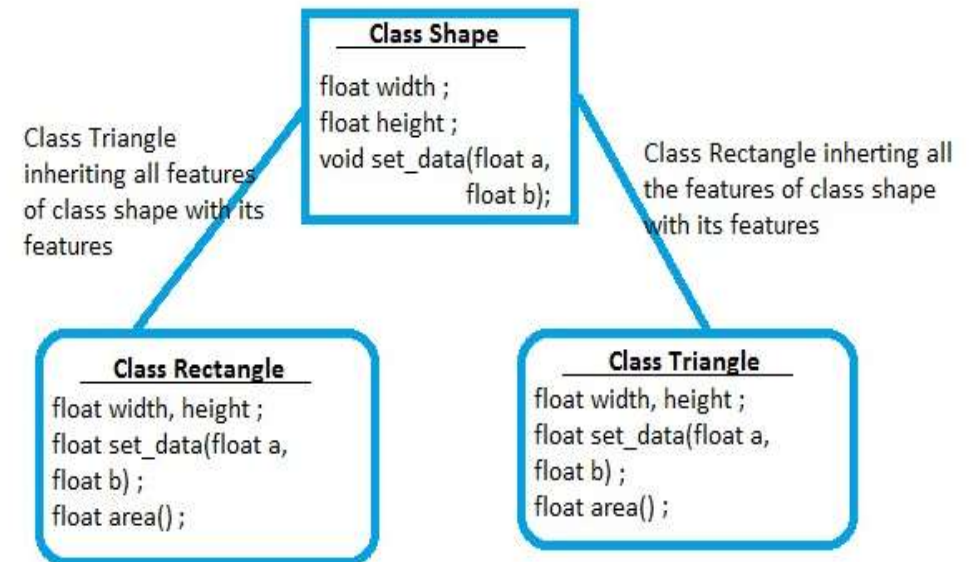 Class Shape
float width ;
float height ;
void set_data(float a,
float b);
Class Triangle
inheriting all features
of class shape with its
features
Class Rectangle inherting all
the features of class shape
with its features
Class Rectangle
float width, height ;
float set_data(float a,
float b) ;
float area() ;
Class Triangle
float width, height ;
float set_data(float a,
float b) ;
float area() ;